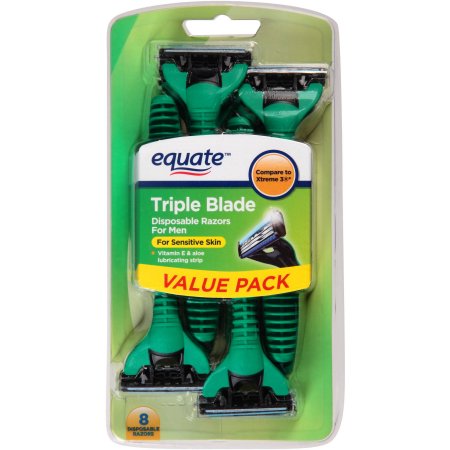 equate™
Compare to
Xtreme 3®*
Triple Blade
Disposable Razors
For Men
For Sensitive Skin
• Vitamin E & aloe
lubricating strip
VALUE PACK
8
DISPOSABLE
RAZORS